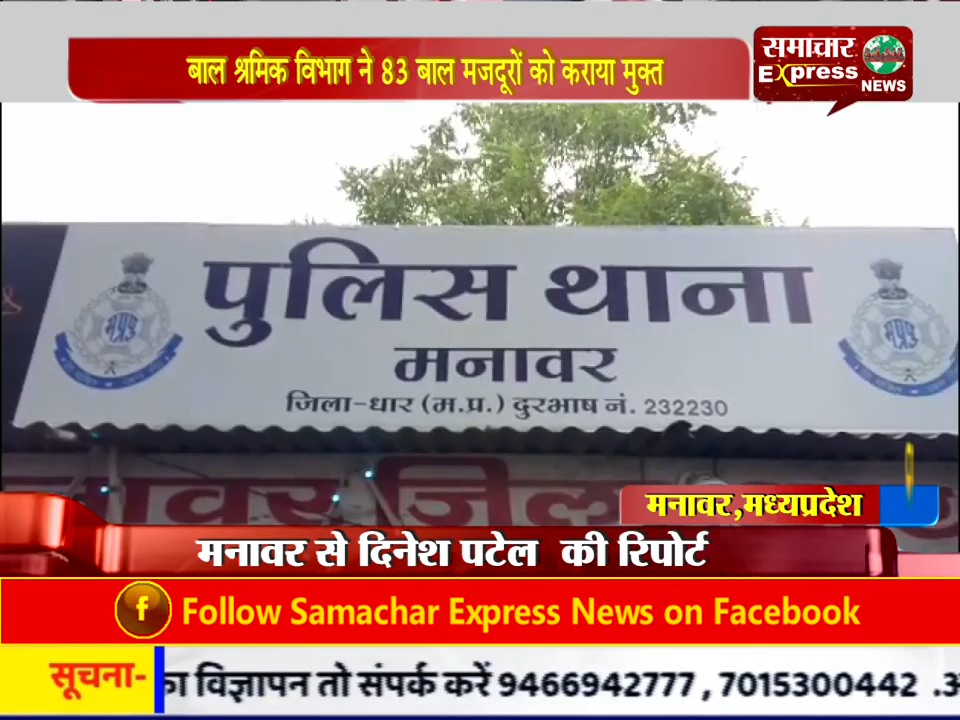 बाल श्रमिक विभाग ने 83 बाल मजदूरों को कराया मुक्त
समाचार
Express
NEWS
पुलिस थाना
मनावर
जिला-धार (म.प्र.) दुरभाष नं. 232230
मनावर,मध्यप्रदेश
मनावर से दिनेश पटेल की रिपोर्ट
Follow Samachar Express News on Facebook
सूचना- का विज्ञापन तो संपर्क करें 9466942777 , 7015300442 .